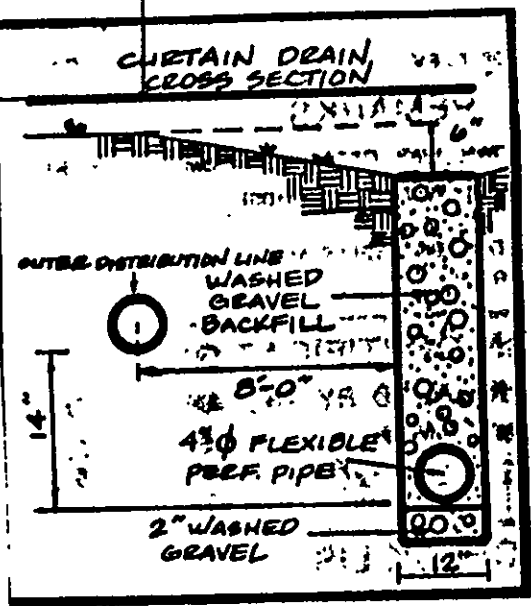 CURTAIN DRAIN
CROSS SECTION
6"
OUTER DISTRIBUTION LINE
WASHED
GRAVEL
BACKFILL
8'-0"
14"
4"φ FLEXIBLE
PERF. PIPE
2" WASHED
GRAVEL
12"